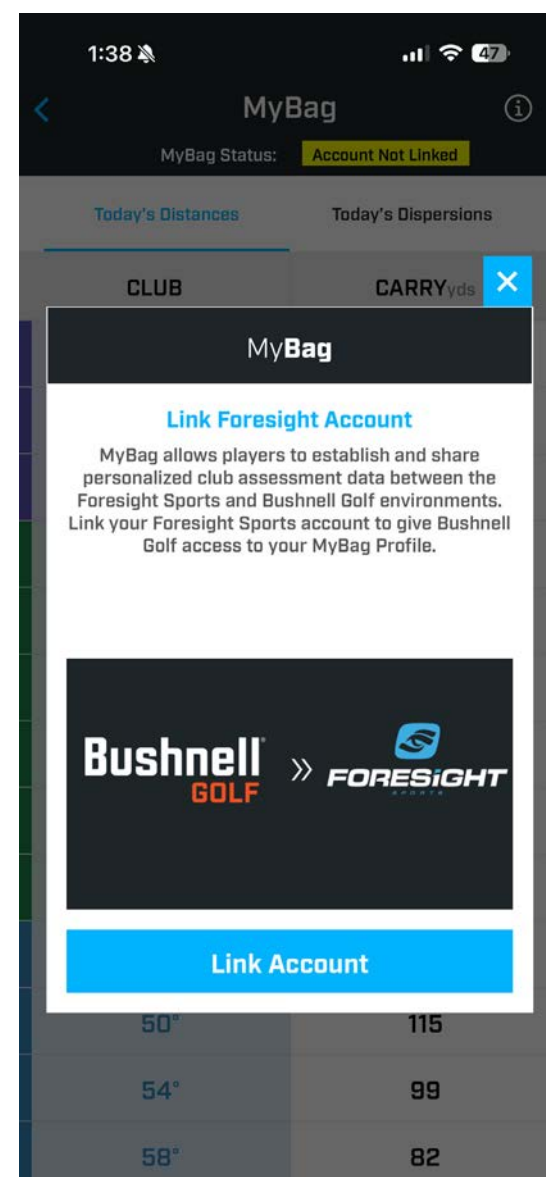 1:38
47
MyBag
MyBag Status: Account Not Linked
Today's Distances Today's Dispersions
CLUB CARRYyds
MyBag
Link Foresight Account
MyBag allows players to establish and share
personalized club assessment data between the
Foresight Sports and Bushnell Golf environments.
Link your Foresight Sports account to give Bushnell
Golf access to your MyBag Profile.
Bushnell
GOLF
»
FORESiGHT
SPORTS
Link Account
50° 115
54° 99
58° 82